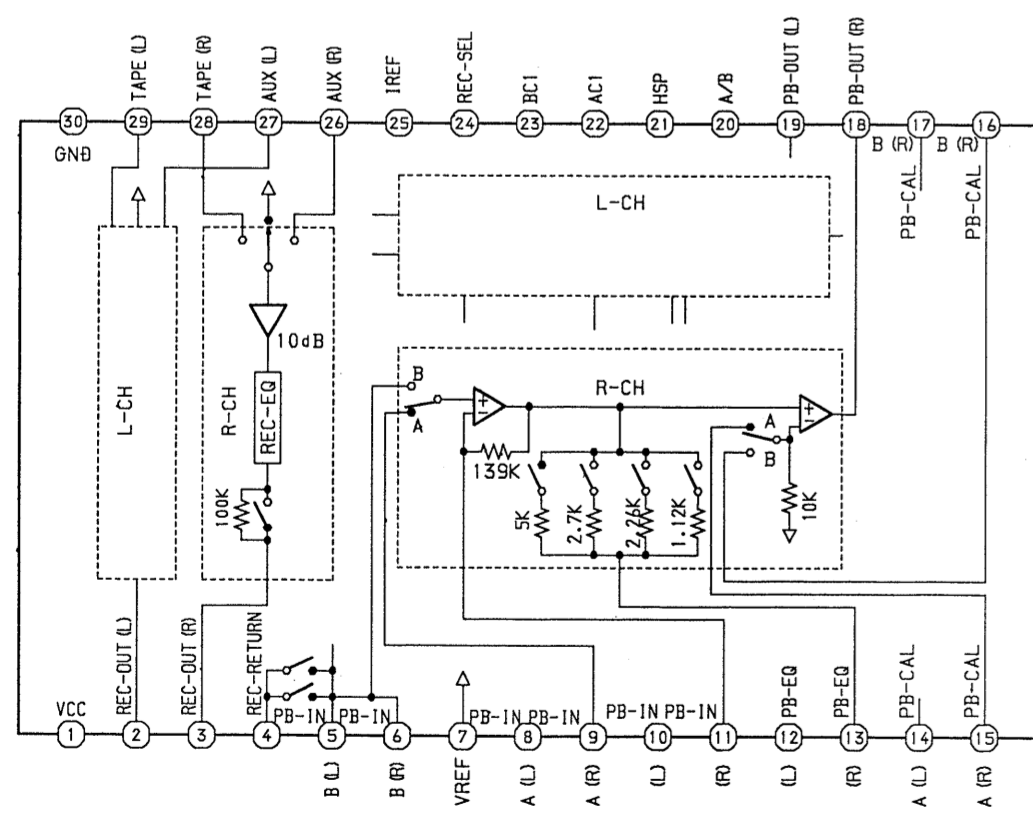 TAPE (L)
TAPE (R)
AUX (L)
AUX (R)
IREF
REC-SEL
BC1
AC1
HSP
A/B
PB-OUT (L)
PB-OUT (R)
30
29
28
27
26
25
24
23
22
21
20
19
18
17
16
GND
B (R)
B (R)
PB-CAL
PB-CAL
L-CH
L-CH
R-CH
10dB
REC-EQ
100K
B
A
R-CH
139K
5K
2.7K
2.26K
1.12K
A
B
10K
VCC
REC-OUT (L)
REC-OUT (R)
REC-RETURN
PB-IN
PB-IN
PB-IN
PB-IN
PB-IN
PB-IN
PB-EQ
PB-EQ
PB-CAL
PB-CAL
1
2
3
4
5
6
7
8
9
10
11
12
13
14
15
B (L)
B (R)
VREF
A (L)
A (R)
(L)
(R)
(L)
(R)
A (L)
A (R)